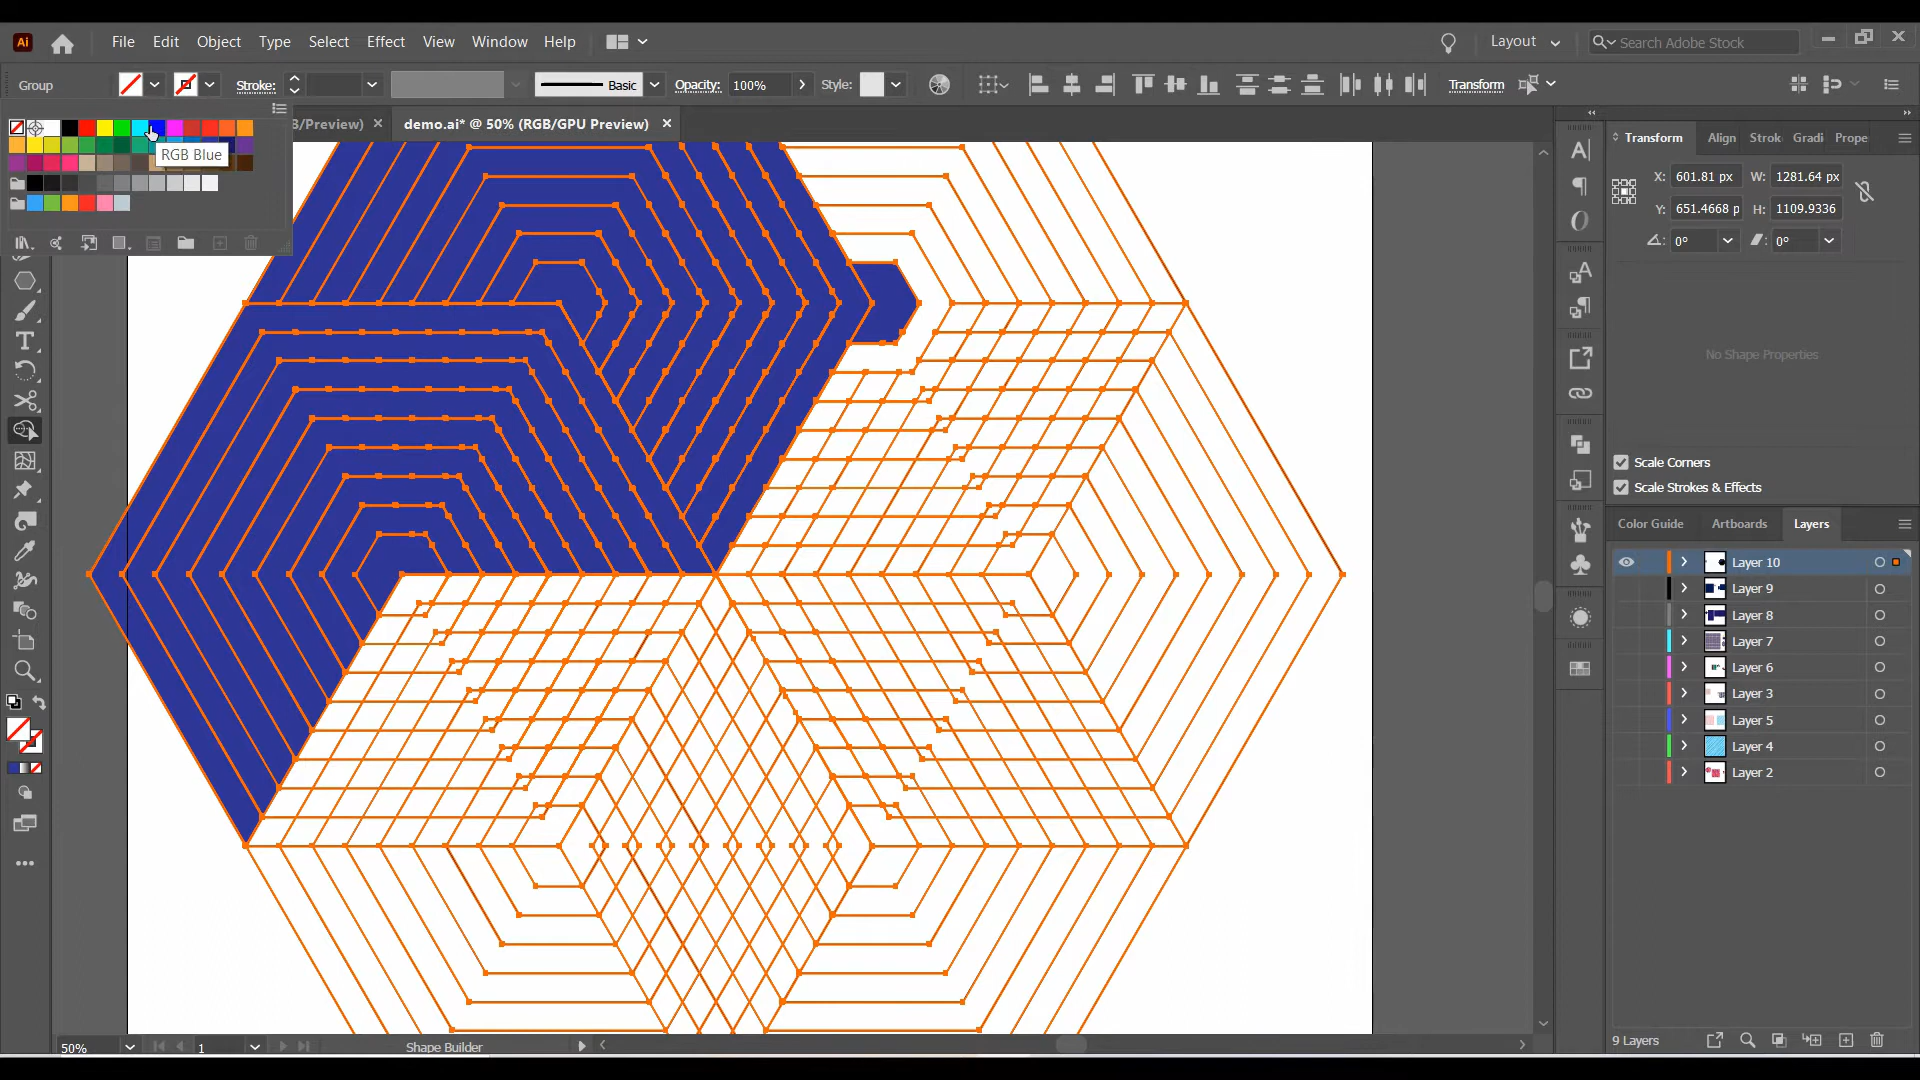 Ai File Edit Object Type Select Effect View Window Help Layout Search Adobe Stock
Group Stroke: Basic Opacity: 100% Style: Transform
B/Preview) × demo.ai* @ 50% (RGB/GPU Preview) ×
RGB Blue
Transform Align Strok Gradi Prope
X: 601.81 px W: 1281.64 px
Y: 651.4668 p H: 1109.9336
0° 0°
No Shape Properties
Scale Corners
Scale Strokes & Effects
Color Guide Artboards Layers
Layer 10
Layer 9
Layer 8
Layer 7
Layer 6
Layer 3
Layer 5
Layer 4
Layer 2
9 Layers
50% 1 Shape Builder